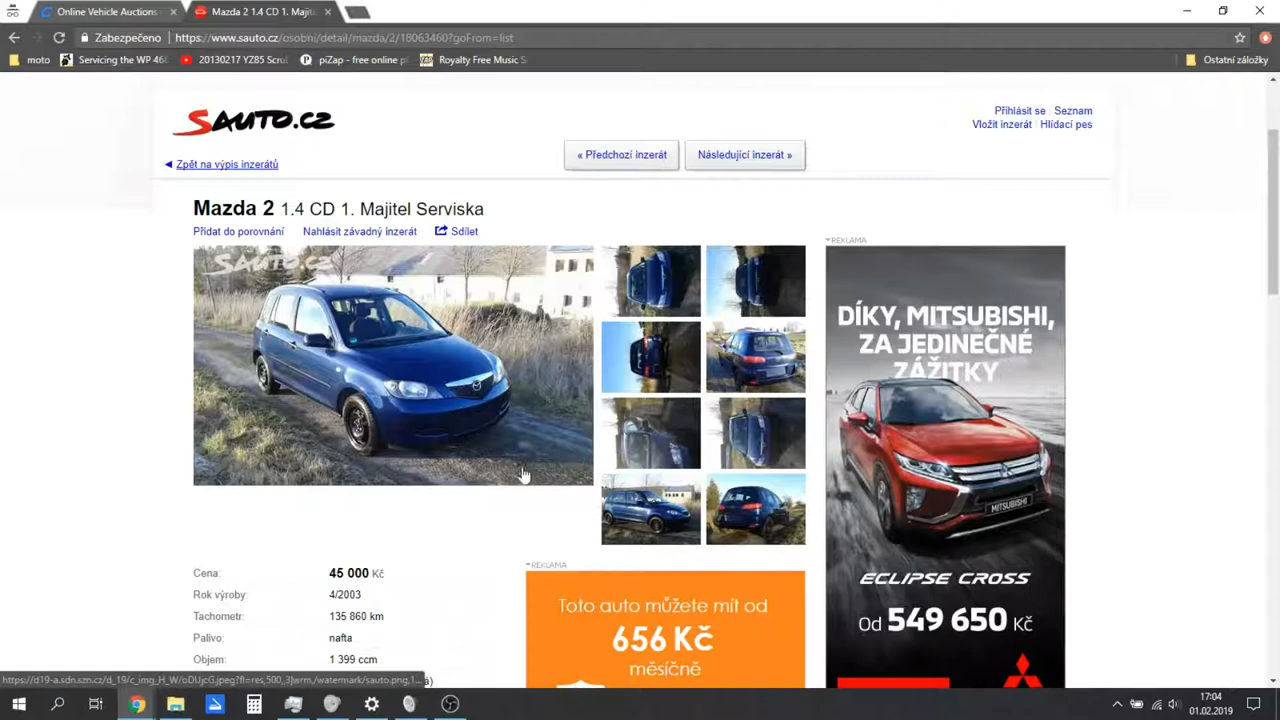 Online Vehicle Auctions
Mazda 2 1.4 CD 1. Majit
Zabezpečeno
https://www.sauto.cz/osobni/detail/mazda/2/18063460?goFrom=list
moto
Servicing the WP 46
20130217 YZ85 Scru
piZap - free online p
Royalty Free Music S
Ostatní záložky
SAUTO.CZ
Přihlásit se
Seznam
Vložit inzerát
Hlídací pes
Zpět na výpis inzerátů
« Předchozí inzerát
Následující inzerát »
Mazda 2 1.4 CD 1. Majitel Serviska
Přidat do porovnání
Nahlásit závadný inzerát
Sdílet
SAUTO.CZ
REKLAMA
DÍKY, MITSUBISHI,
ZA JEDINEČNÉ
ZÁŽITKY
MITSUBISHI
ECLIPSE CROSS
Od 549 650 Kč
Cena:
45 000 Kč
Rok výroby:
4/2003
Tachometr:
135 860 km
Palivo:
nafta
Objem:
1 399 ccm
REKLAMA
Toto auto můžete mít od
656 Kč
měsíčně
17:04
01.02.2019